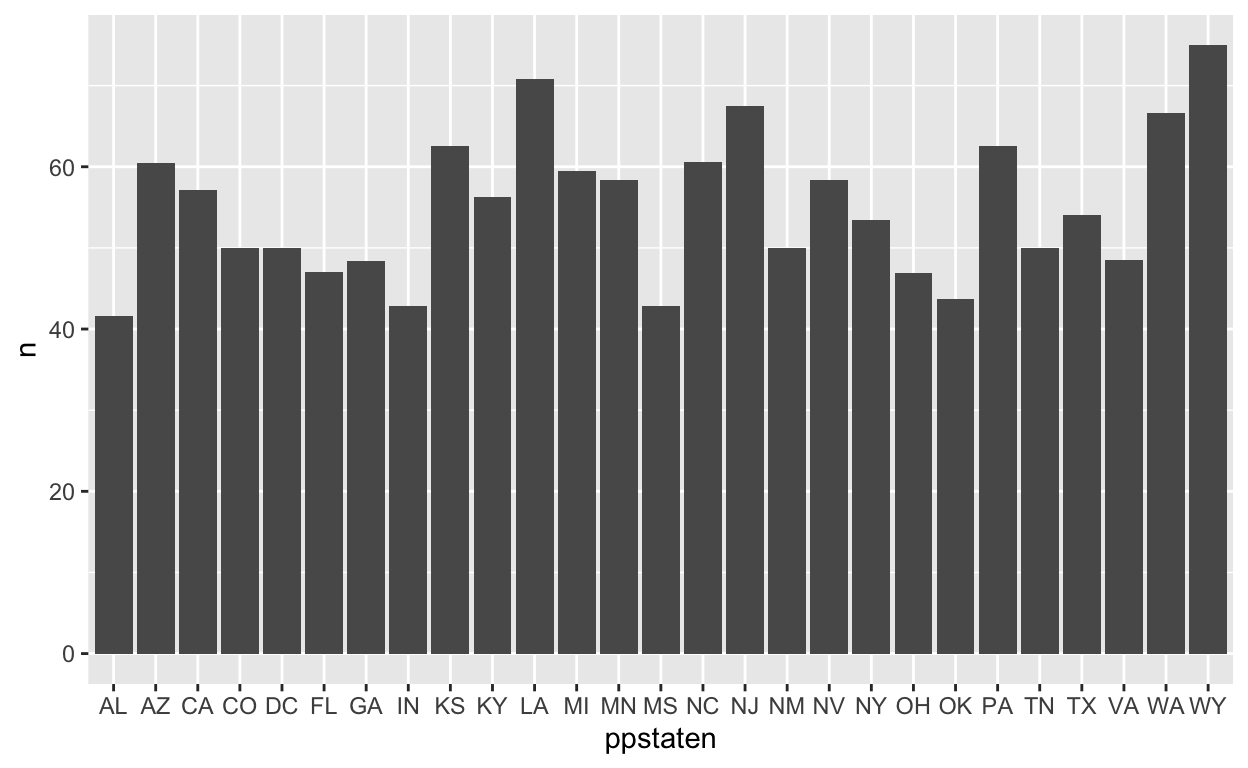 n
60
40
20
0
AL AZ CA CO DC FL GA IN KS KY LA MI MN MS NC NJ NM NV NY OH OK PA TN TX VA WA WY
ppstaten